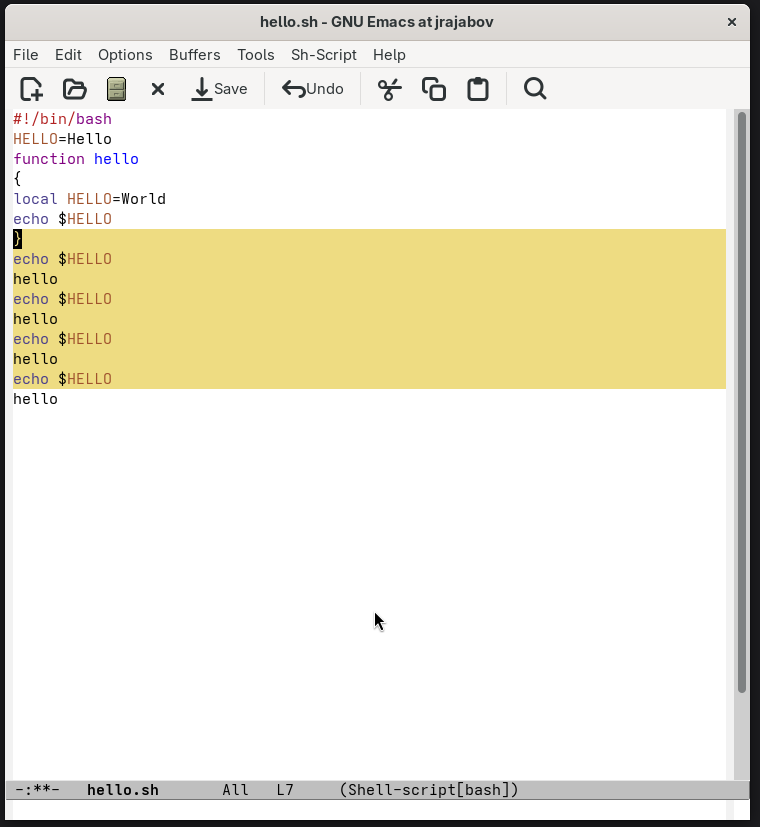 hello.sh - GNU Emacs at jrajabov
File Edit Options Buffers Tools Sh-Script Help
Save Undo
#!/bin/bash
HELLO=Hello
function hello
{
local HELLO=World
echo $HELLO
}
echo $HELLO
hello
echo $HELLO
hello
echo $HELLO
hello
echo $HELLO
hello
-:**- hello.sh All L7 (Shell-script[bash])